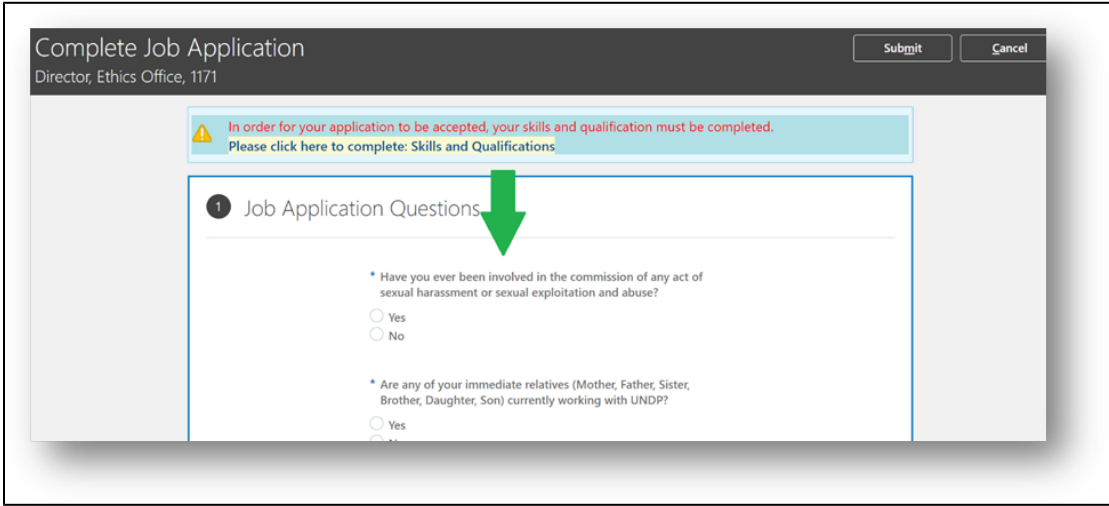 Complete Job Application
Submit
Cancel
Director, Ethics Office, 1171
In order for your application to be accepted, your skills and qualification must be completed.
Please click here to complete: Skills and Qualifications
1 Job Application Questions
* Have you ever been involved in the commission of any act of
sexual harassment or sexual exploitation and abuse?
Yes
No
* Are any of your immediate relatives (Mother, Father, Sister,
Brother, Daughter, Son) currently working with UNDP?
Yes